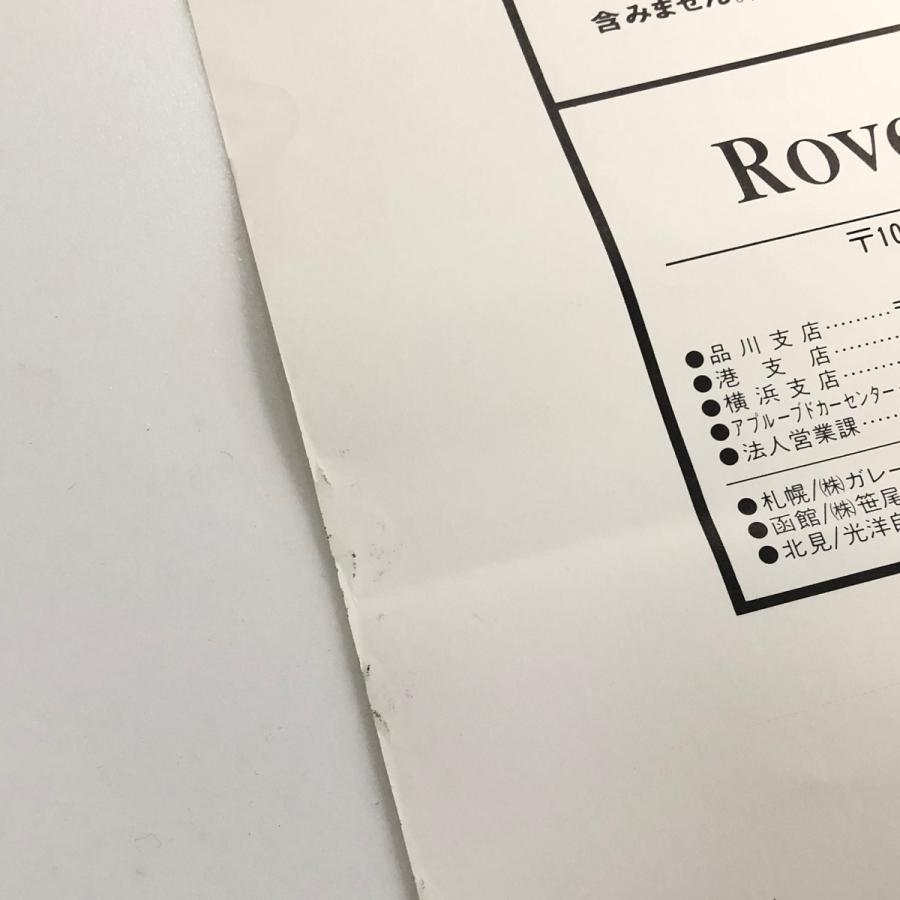 含みません。
Rove
〒10
●品川支店………〒
●港 支 店………
●横浜支店………
●アプルーブドカーセンター…
●法人営業課……
●札幌/㈱ガレー
●函館/㈱笹尾
●北見/光洋自